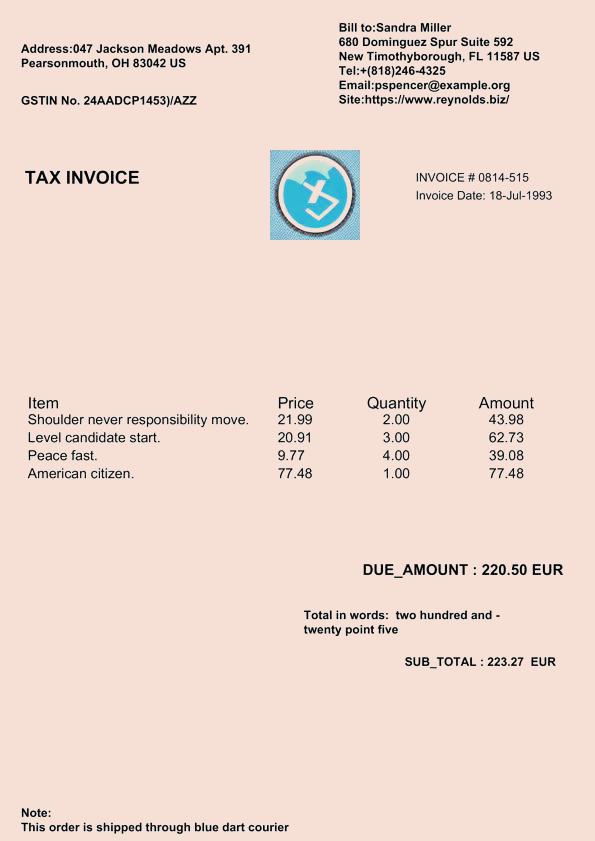 Address:047 Jackson Meadows Apt. 391
Pearsonmouth, OH 83042 US
GSTIN No. 24AADCP1453)/AZZ
Bill to:Sandra Miller
680 Dominguez Spur Suite 592
New Timothyborough, FL 11587 US
Tel:+(818)246-4325
Email:pspencer@example.org
Site:https://www.reynolds.biz/
TAX INVOICE
INVOICE # 0814-515
Invoice Date: 18-Jul-1993
Item Price Quantity Amount
Shoulder never responsibility move. 21.99 2.00 43.98
Level candidate start. 20.91 3.00 62.73
Peace fast. 9.77 4.00 39.08
American citizen. 77.48 1.00 77.48
DUE_AMOUNT : 220.50 EUR
Total in words: two hundred and -
twenty point five
SUB_TOTAL : 223.27 EUR
Note:
This order is shipped through blue dart courier